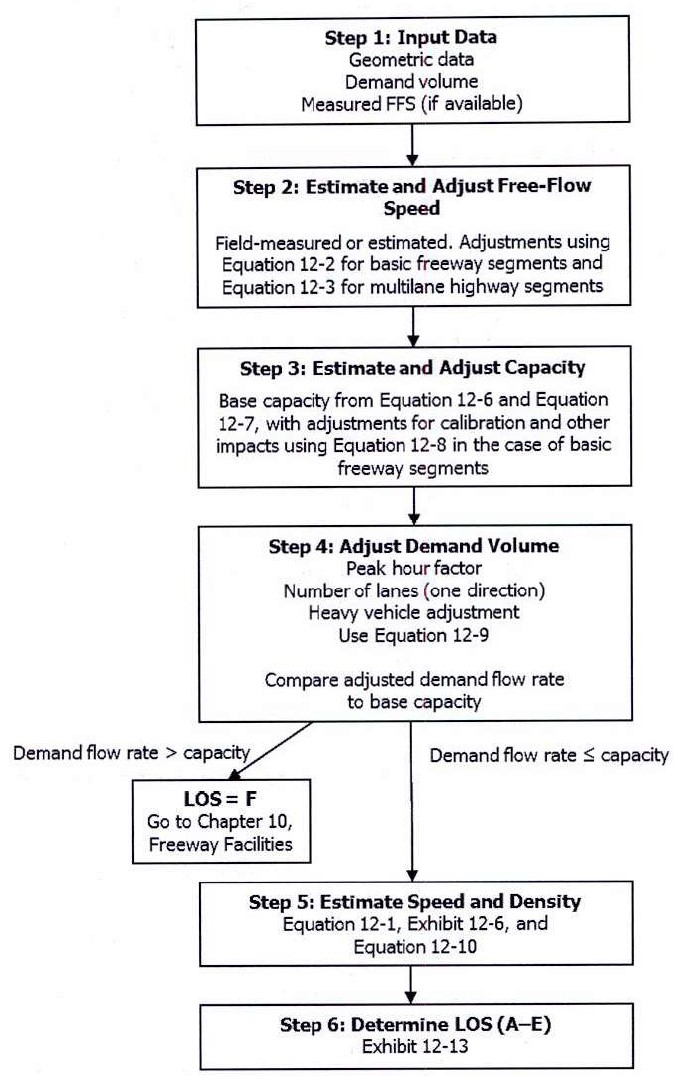 Step 1: Input Data
Geometric data
Demand volume
Measured FFS (if available)
Step 2: Estimate and Adjust Free-Flow
Speed
Field-measured or estimated. Adjustments using
Equation 12-2 for basic freeway segments and
Equation 12-3 for multilane highway segments
Step 3: Estimate and Adjust Capacity
Base capacity from Equation 12-6 and Equation
12-7, with adjustments for calibration and other
impacts using Equation 12-8 in the case of basic
freeway segments
Step 4: Adjust Demand Volume
Peak hour factor
Number of lanes (one direction)
Heavy vehicle adjustment
Use Equation 12-9
Compare adjusted demand flow rate
to base capacity
Demand flow rate > capacity
Demand flow rate ≤ capacity
LOS = F
Go to Chapter 10,
Freeway Facilities
Step 5: Estimate Speed and Density
Equation 12-1, Exhibit 12-6, and
Equation 12-10
Step 6: Determine LOS (A–E)
Exhibit 12-13